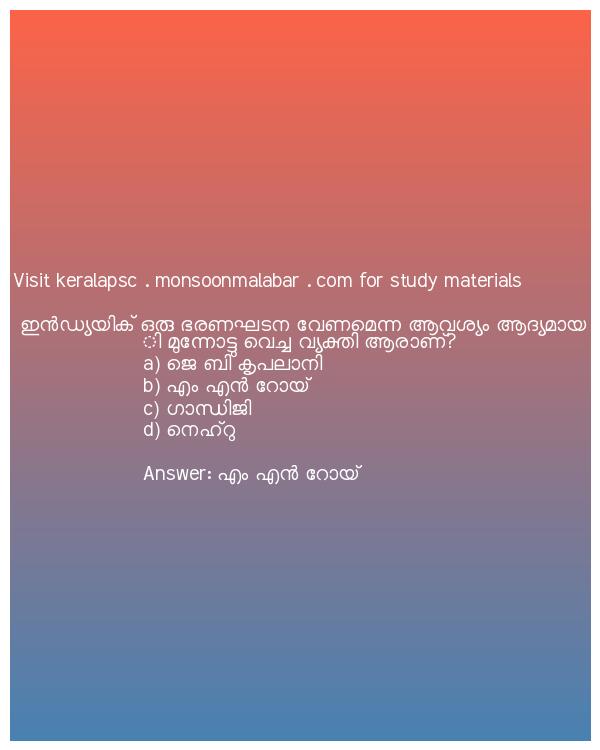 Visit keralapsc . monsoonmalabar . com for study materials
ഇൻഡ്യയിക് ഒരു ഭരണഘടന വേണമെന്ന ആവശ്യം ആദ്യമായ
ി മുന്നോട്ടു വെച്ച വ്യക്തി ആരാണ്?
a) ജെ ബി കൃപലാനി
b) എം എൻ റോയ്
c) ഗാന്ധിജി
d) നെഹ്റു
Answer: എം എൻ റോയ്